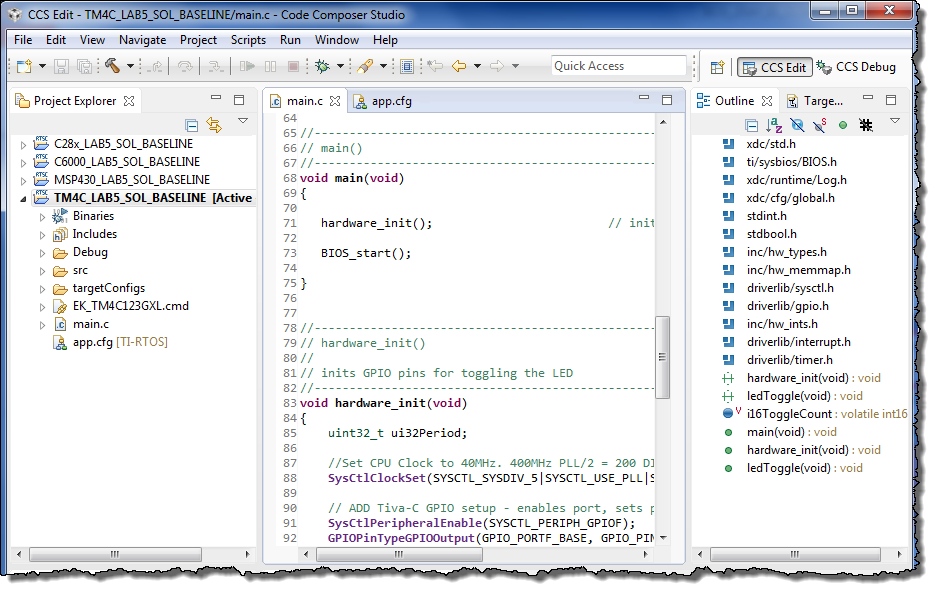 CCS Edit - TM4C_LAB5_SOL_BASELINE/main.c - Code Composer Studio
File Edit View Navigate Project Scripts Run Window Help
Quick Access
CCS Edit
CCS Debug
Project Explorer
C28x_LAB5_SOL_BASELINE
C6000_LAB5_SOL_BASELINE
MSP430_LAB5_SOL_BASELINE
TM4C_LAB5_SOL_BASELINE [Active
Binaries
Includes
Debug
src
targetConfigs
EK_TM4C123GXL.cmd
main.c
app.cfg [TI-RTOS]
main.c
app.cfg
64
65 //------------------------------------------------
66 // main()
67 //------------------------------------------------
68 void main(void)
69 {
70
71 hardware_init(); // init
72
73 BIOS_start();
74
75 }
76
77
78 //------------------------------------------------
79 // hardware_init()
80 //
81 // inits GPIO pins for toggling the LED
82 //------------------------------------------------
83 void hardware_init(void)
84 {
85 uint32_t ui32Period;
86
87 //Set CPU Clock to 40MHz. 400MHz PLL/2 = 200 DI
88 SysCtlClockSet(SYSCTL_SYSDIV_5|SYSCTL_USE_PLL|S
89
90 // ADD Tiva-C GPIO setup - enables port, sets p
91 SysCtlPeripheralEnable(SYSCTL_PERIPH_GPIOF);
92 GPIOPinTypeGPIOOutput(GPIO_PORTF_BASE, GPIO_PIN
Outline
Targe...
xdc/std.h
ti/sysbios/BIOS.h
xdc/runtime/Log.h
xdc/cfg/global.h
stdint.h
stdbool.h
inc/hw_types.h
inc/hw_memmap.h
driverlib/sysctl.h
driverlib/gpio.h
inc/hw_ints.h
driverlib/interrupt.h
driverlib/timer.h
hardware_init(void) : void
ledToggle(void) : void
i16ToggleCount : volatile int16
main(void) : void
hardware_init(void) : void
ledToggle(void) : void